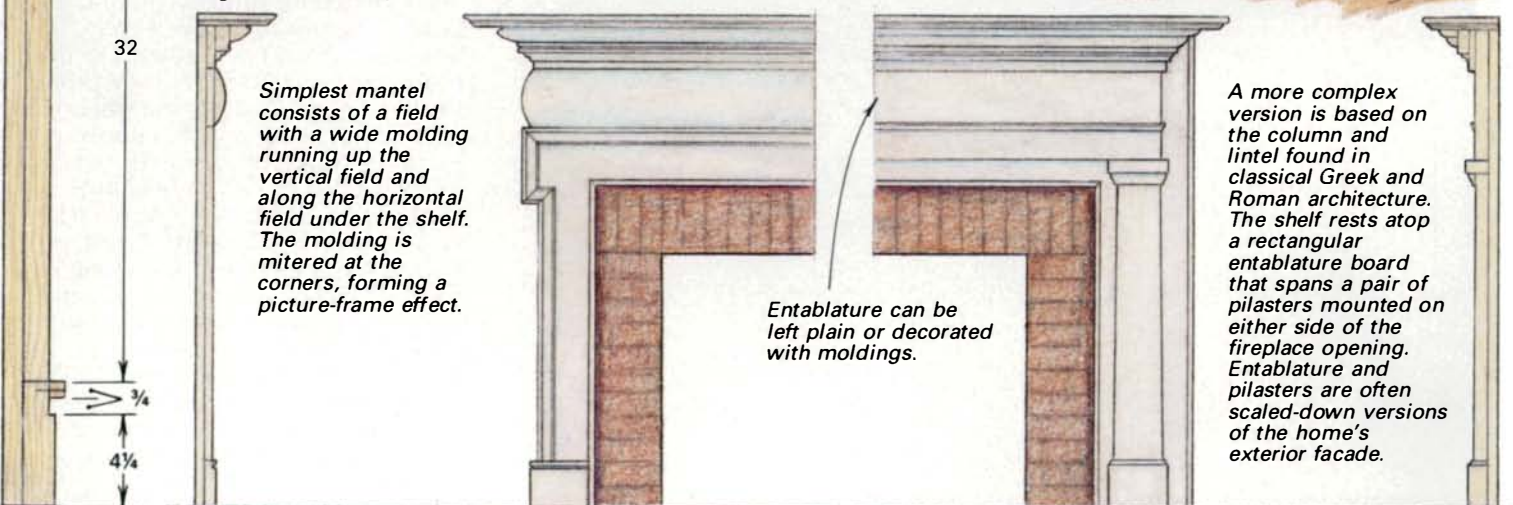 32
Simplest mantel
consists of a field
with a wide molding
running up the
vertical field and
along the horizontal
field under the shelf.
The molding is
mitered at the
corners, forming a
picture-frame effect.
Entablature can be
left plain or decorated
with moldings.
A more complex
version is based on
the column and
lintel found in
classical Greek and
Roman architecture.
The shelf rests atop
a rectangular
entablature board
that spans a pair of
pilasters mounted on
either side of the
fireplace opening.
Entablature and
pilasters are often
scaled-down versions
of the home's
exterior facade.
¾
4¼